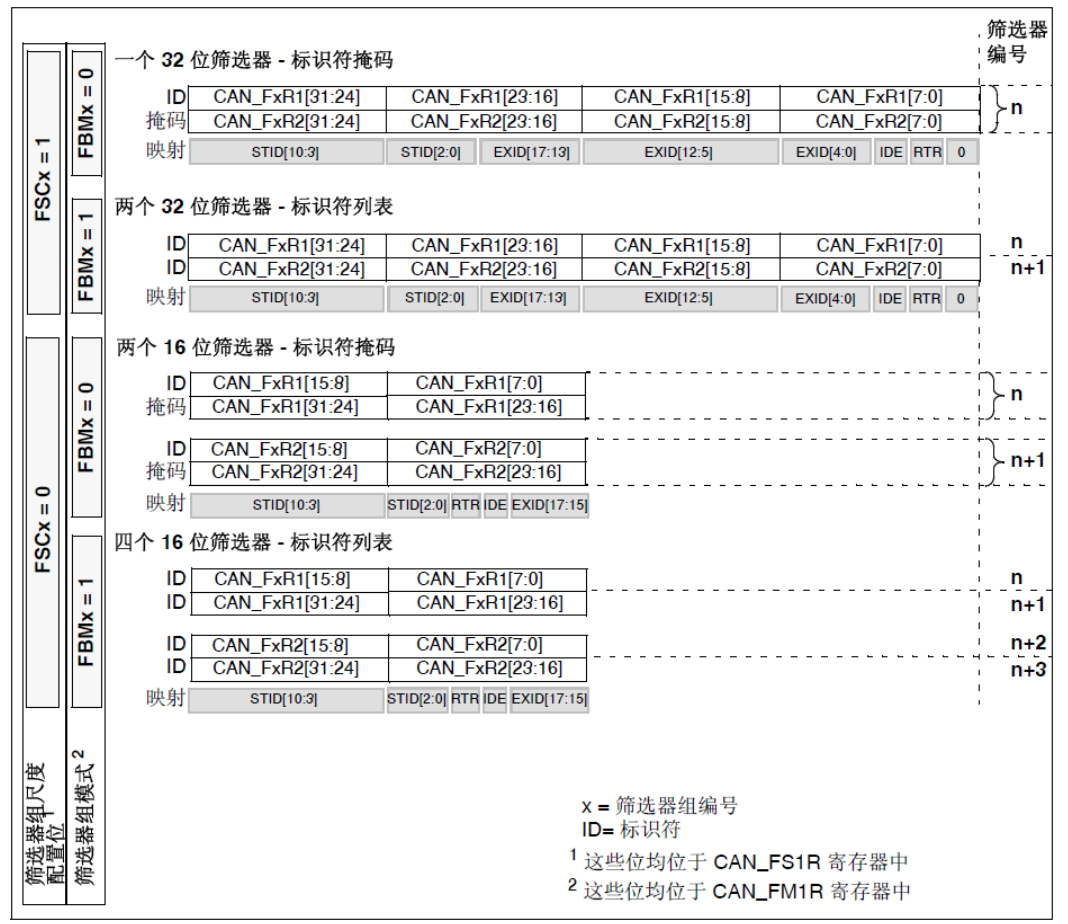 筛选器
编号
一个 32 位筛选器 - 标识符掩码
ID CAN_FxR1[31:24] CAN_FxR1[23:16] CAN_FxR1[15:8] CAN_FxR1[7:0]
掩码 CAN_FxR2[31:24] CAN_FxR2[23:16] CAN_FxR2[15:8] CAN_FxR2[7:0]
n
映射 STID[10:3] STID[2:0] EXID[17:13] EXID[12:5] EXID[4:0] IDE RTR 0
FBMx = 0
FSCx = 1
两个 32 位筛选器 - 标识符列表
ID CAN_FxR1[31:24] CAN_FxR1[23:16] CAN_FxR1[15:8] CAN_FxR1[7:0] n
ID CAN_FxR2[31:24] CAN_FxR2[23:16] CAN_FxR2[15:8] CAN_FxR2[7:0] n+1
映射 STID[10:3] STID[2:0] EXID[17:13] EXID[12:5] EXID[4:0] IDE RTR 0
FBMx = 1
两个 16 位筛选器 - 标识符掩码
ID CAN_FxR1[15:8] CAN_FxR1[7:0]
掩码 CAN_FxR1[31:24] CAN_FxR1[23:16]
n
ID CAN_FxR2[15:8] CAN_FxR2[7:0]
掩码 CAN_FxR2[31:24] CAN_FxR2[23:16]
n+1
映射 STID[10:3] STID[2:0] RTR IDE EXID[17:15]
FBMx = 0
FSCx = 0
四个 16 位筛选器 - 标识符列表
ID CAN_FxR1[15:8] CAN_FxR1[7:0] n
ID CAN_FxR1[31:24] CAN_FxR1[23:16] n+1
ID CAN_FxR2[15:8] CAN_FxR2[7:0] n+2
ID CAN_FxR2[31:24] CAN_FxR2[23:16] n+3
映射 STID[10:3] STID[2:0] RTR IDE EXID[17:15]
FBMx = 1
筛选器组尺度
配置位 1
筛选器组模式 2
x = 筛选器组编号
ID= 标识符
1 这些位均位于 CAN_FS1R 寄存器中
2 这些位均位于 CAN_FM1R 寄存器中